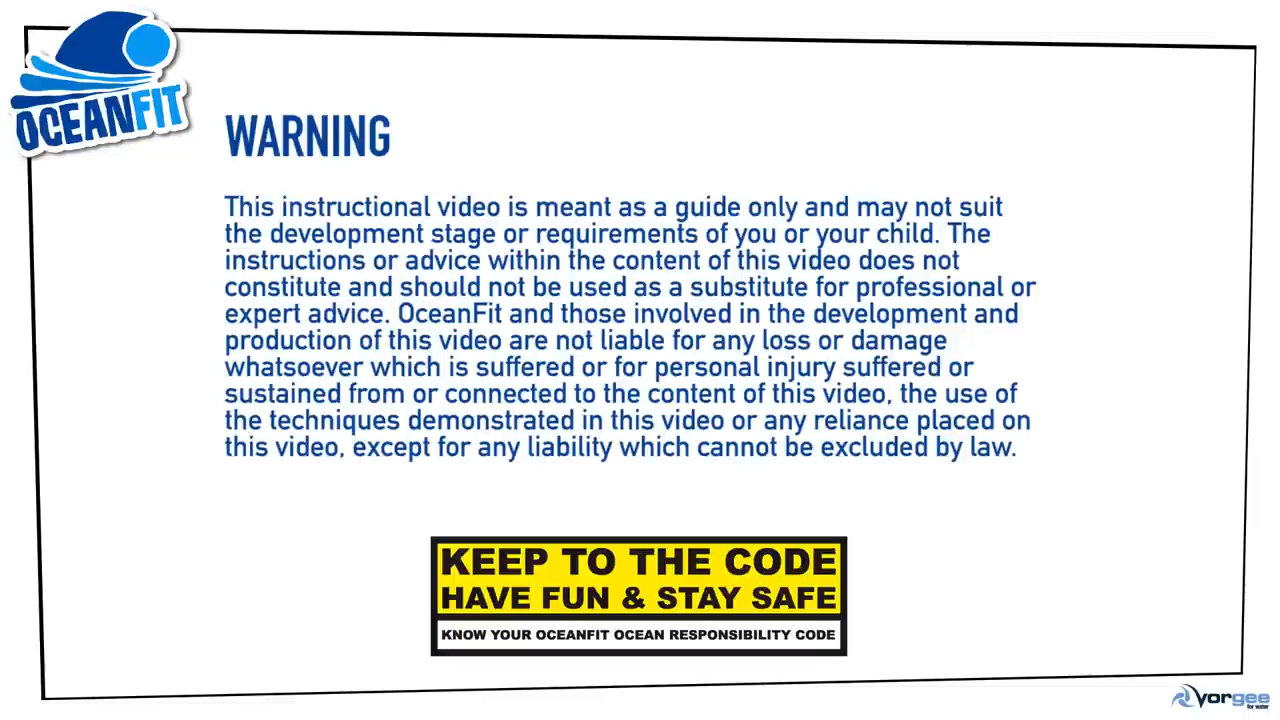 OCEANFIT
WARNING
This instructional video is meant as a guide only and may not suit
the development stage or requirements of you or your child. The
instructions or advice within the content of this video does not
constitute and should not be used as a substitute for professional or
expert advice. OceanFit and those involved in the development and
production of this video are not liable for any loss or damage
whatsoever which is suffered or for personal injury suffered or
sustained from or connected to the content of this video, the use of
the techniques demonstrated in this video or any reliance placed on
this video, except for any liability which cannot be excluded by law.
KEEP TO THE CODE
HAVE FUN & STAY SAFE
KNOW YOUR OCEANFIT OCEAN RESPONSIBILITY CODE
vorgee
for water